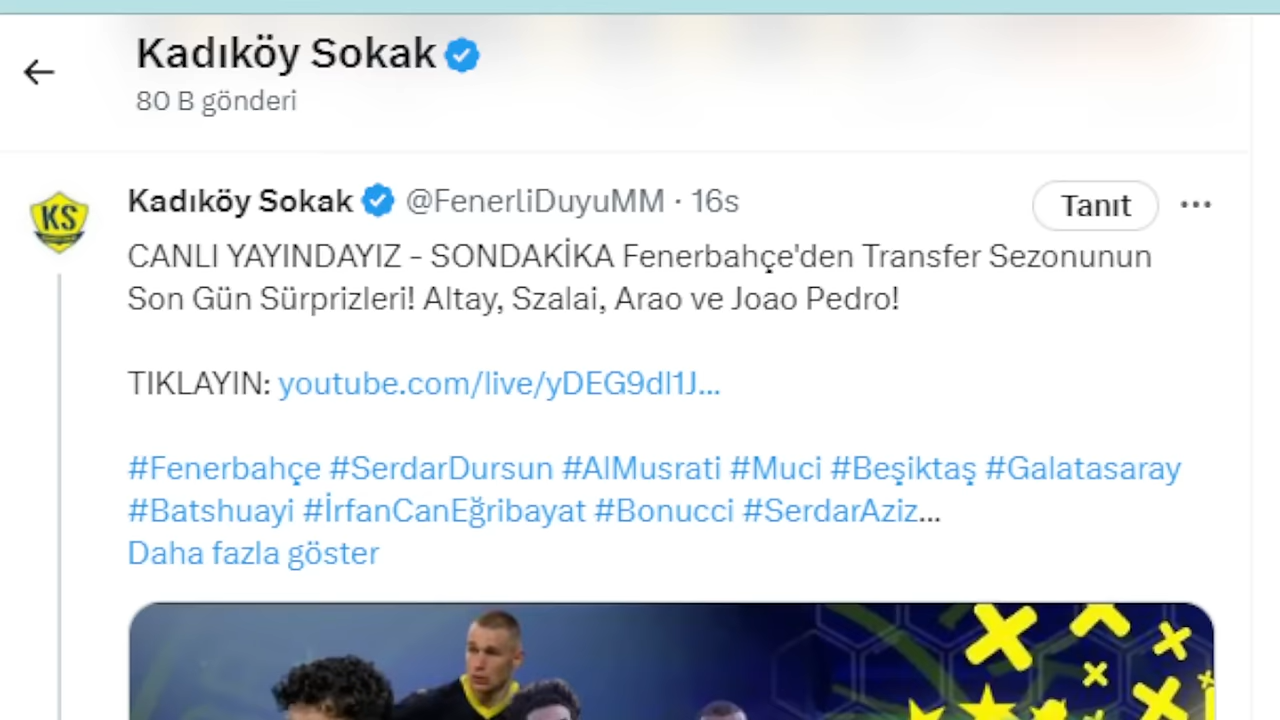 Kadıköy Sokak
80 B gönderi
KS
Kadıköy Sokak @FenerliDuyuMM · 16s
Tanıt
CANLI YAYINDAYIZ - SONDAKİKA Fenerbahçe'den Transfer Sezonunun
Son Gün Sürprizleri! Altay, Szalai, Arao ve Joao Pedro!
TIKLAYIN: youtube.com/live/yDEG9dl1J...
#Fenerbahçe #SerdarDursun #AlMusrati #Muci #Beşiktaş #Galatasaray
#Batshuayi #İrfanCanEğribayat #Bonucci #SerdarAziz...
Daha fazla göster